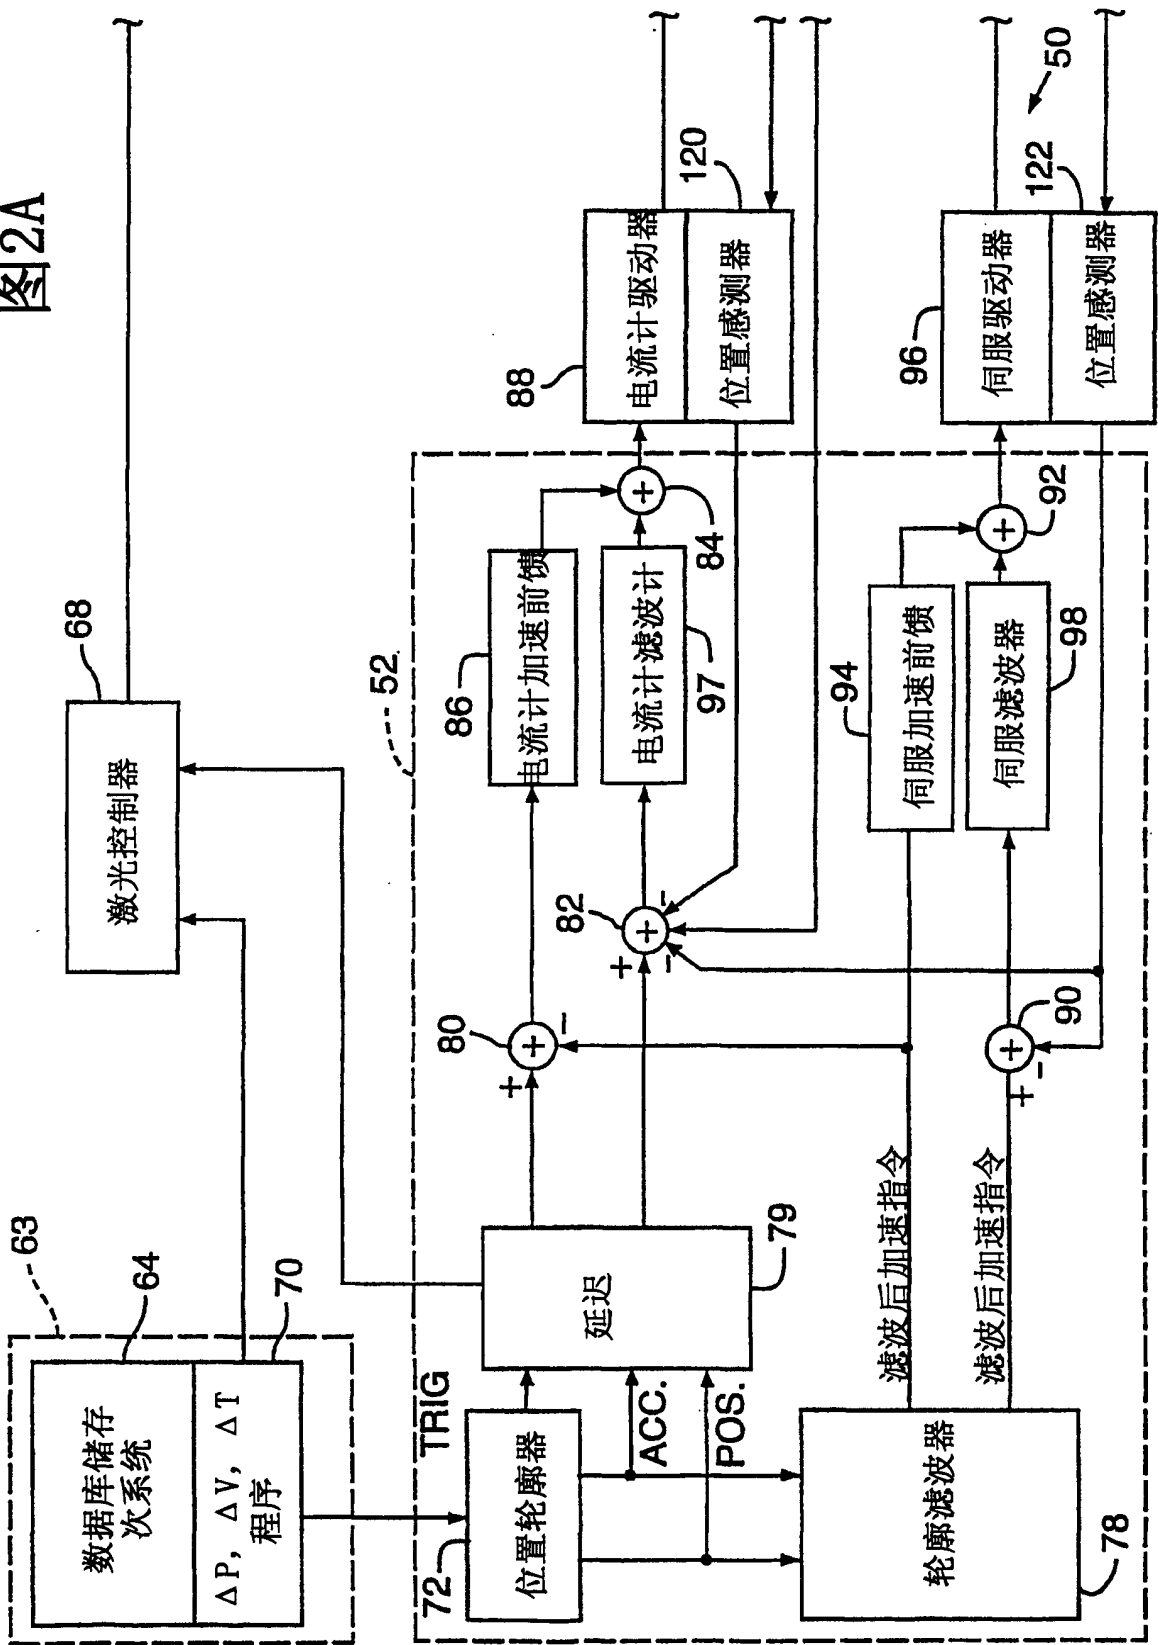 图2A
63
64
数据库储存
次系统
ΔP, ΔV, ΔT
程序
70
68
激光控制器
52
TRIG
72
位置轮廓器
ACC.
POS.
延迟
79
轮廓滤波器
78
滤波后加速指令
滤波后加速指令
80
+
+
-
82
+
+
-
-
86
电流计加速前馈
电流计滤波计
97
+
84
88
电流计驱动器
位置感测器
120
90
+
+
-
94
伺服加速前馈
伺服滤波器
98
+
92
96
伺服驱动器
位置感测器
122
50